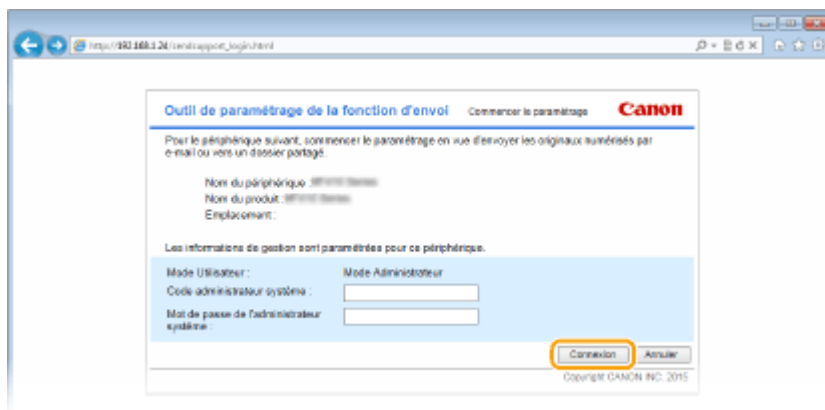 http://192.168.1.24/sendsupport_login.html
Outil de paramétrage de la fonction d'envoi Commencer le paramétrage Canon
Pour le périphérique suivant, commencer le paramétrage en vue d'envoyer les originaux numérisés par
e-mail ou vers un dossier partagé.
Nom du périphérique :
Nom du produit : Series
Emplacement :
Les informations de gestion sont paramétrées pour ce périphérique.
Mode Utilisateur : Mode Administrateur
Code administrateur système :
Mot de passe de l'administrateur
système :
Connexion Annuler
Copyright CANON INC. 2015